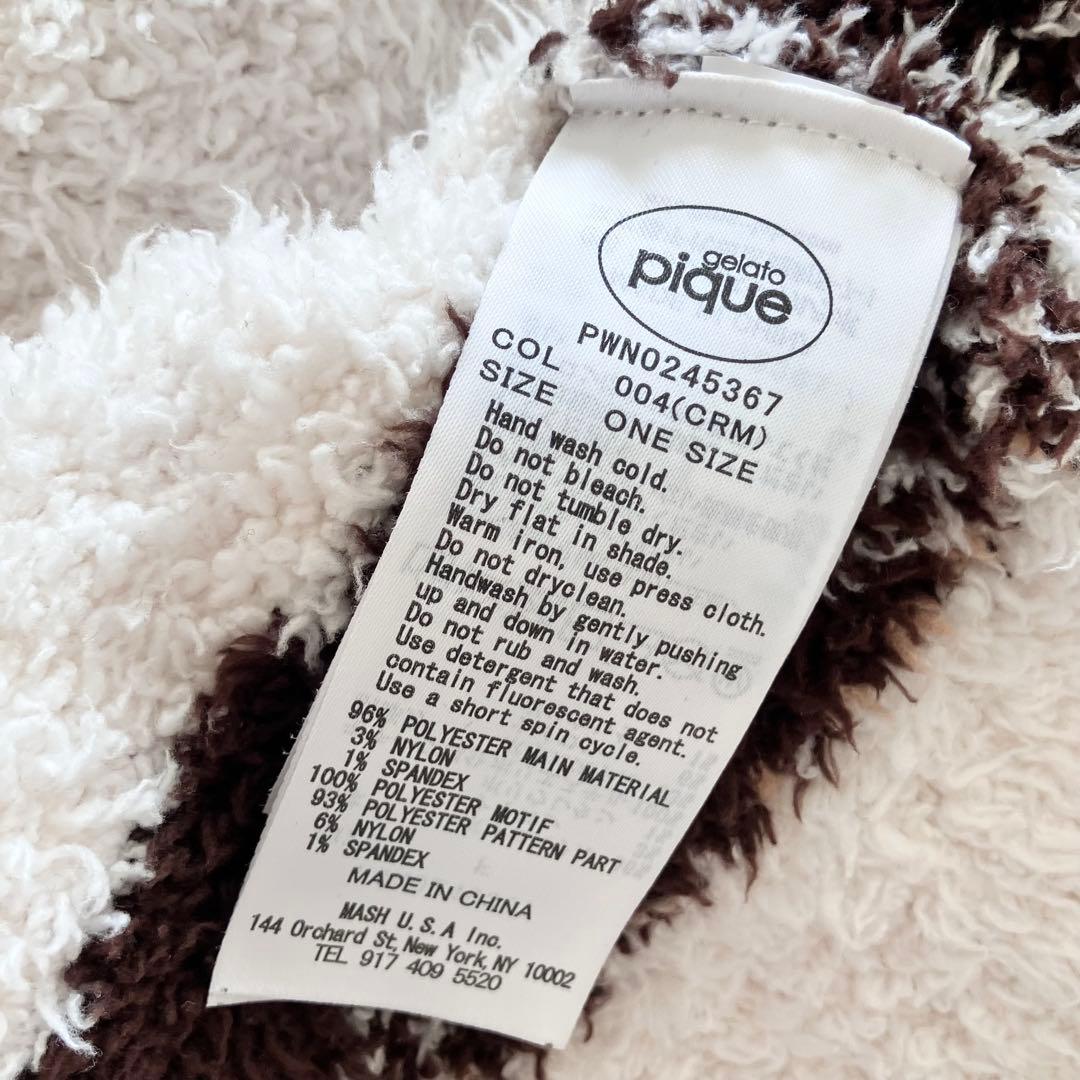 gelato
pique
PWNO245367
COL 004(CRM)
SIZE ONE SIZE
Hand wash cold.
Do not bleach.
Do not tumble dry.
Dry flat in shade.
Warm iron, use press cloth.
Do not dryclean.
Handwash by gently pushing
up and down in water.
Do not rub and wash.
Use detergent that does not
contain fluorescent agent.
Use a short spin cycle.
96% POLYESTER MAIN MATERIAL
3% NYLON
1% SPANDEX
100% POLYESTER MOTIF
93% POLYESTER PATTERN PART
6% NYLON
1% SPANDEX
MADE IN CHINA
MASH U.S.A Inc.
144 Orchard St, New York, NY 10002
TEL 917 409 5520